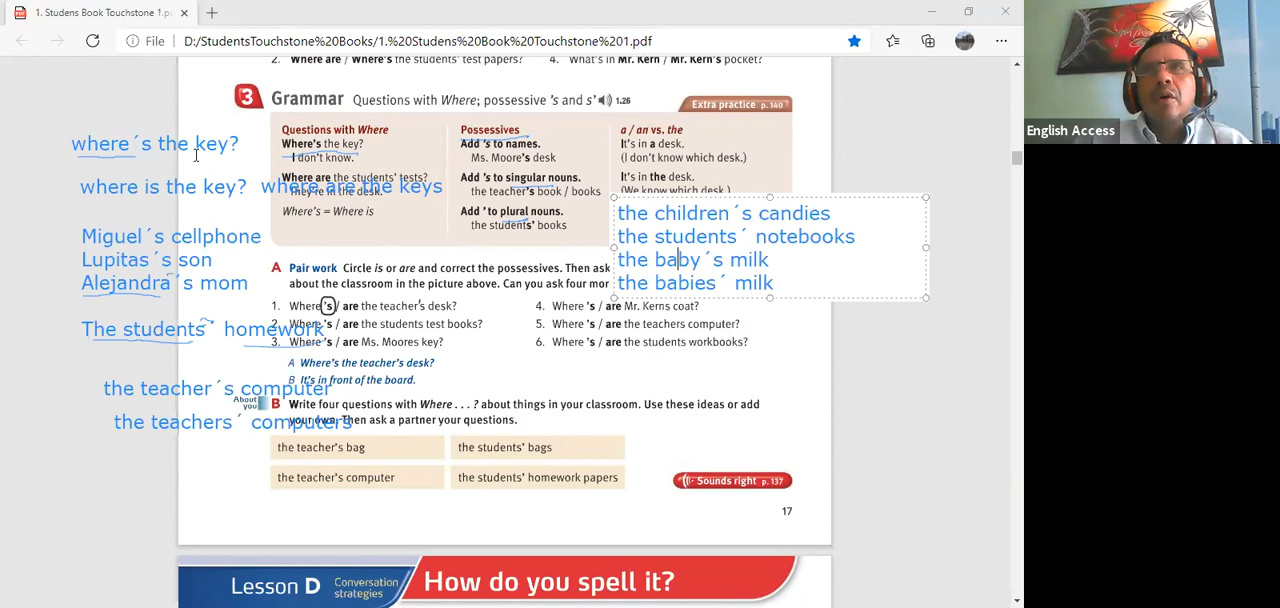 1. Studens Book Touchstone 1.p
File D:/StudentsTouchstone%20Books/1.%20Studens%20Book%20Touchstone%201.pdf
2. Where are / Where's the students' test papers? 4. What's in Mr. Kern / Mr. Kern's pocket?
3 Grammar Questions with Where; possessive 's and s' 1.26
Extra practice p. 140
Questions with Where
Where's the key?
I don't know.
Where are the students' tests?
They're in the desk.
Where's = Where is
Possessives
Add 's to names.
Ms. Moore's desk
Add 's to singular nouns.
the teacher's book / books
Add ' to plural nouns.
the students' books
a / an vs. the
It's in a desk.
(I don't know which desk.)
It's in the desk.
(We know which desk.)
where´s the key?
where is the key? where are the keys
Miguel´s cellphone
Lupitas´s son
Alejandra´s mom
The students´ homework
the teacher´s computer
the teachers´ computers
the children´s candies
the students´ notebooks
the baby´s milk
the babies´ milk
A Pair work Circle is or are and correct the possessives. Then ask
about the classroom in the picture above. Can you ask four mor
1. Where 's / are the teacher's desk?
2. Where 's / are the students test books?
3. Where 's / are Ms. Moores key?
4. Where 's / are Mr. Kerns coat?
5. Where 's / are the teachers computer?
6. Where 's / are the students workbooks?
A Where's the teacher's desk?
B It's in front of the board.
About you
B Write four questions with Where . . . ? about things in your classroom. Use these ideas or add
your own. Then ask a partner your questions.
the teacher's bag
the students' bags
the teacher's computer
the students' homework papers
Sounds right p. 137
17
Lesson D Conversation strategies
How do you spell it?
English Access